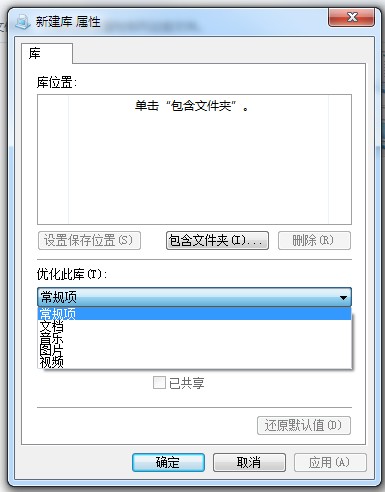 新建库 属性
库
库位置:
单击“包含文件夹”。
设置保存位置(S)
包含文件夹(I)...
删除(R)
优化此库(T):
常规项
常规项
文档
音乐
图片
视频
已共享
还原默认值(D)
确定
取消
应用(A)